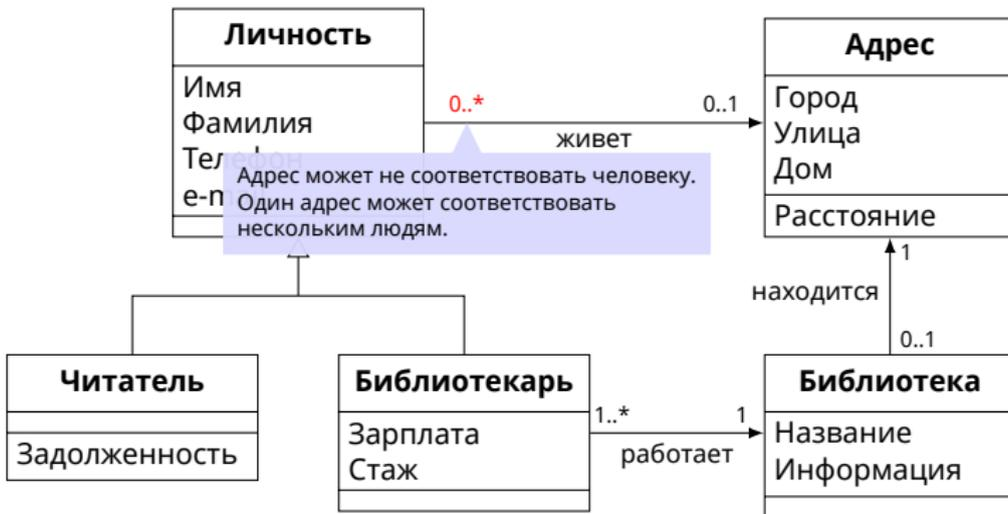 Личность
Имя
Фамилия
Телефон
0..*
0..1
живет
Адрес может не соответствовать человеку.
Один адрес может соответствовать
нескольким людям.
Адрес
Город
Улица
Дом
Расстояние
1
находится
0..1
Читатель
Задолженность
Библиотекарь
Зарплата
Стаж
1..*
1
работает
Библиотека
Название
Информация